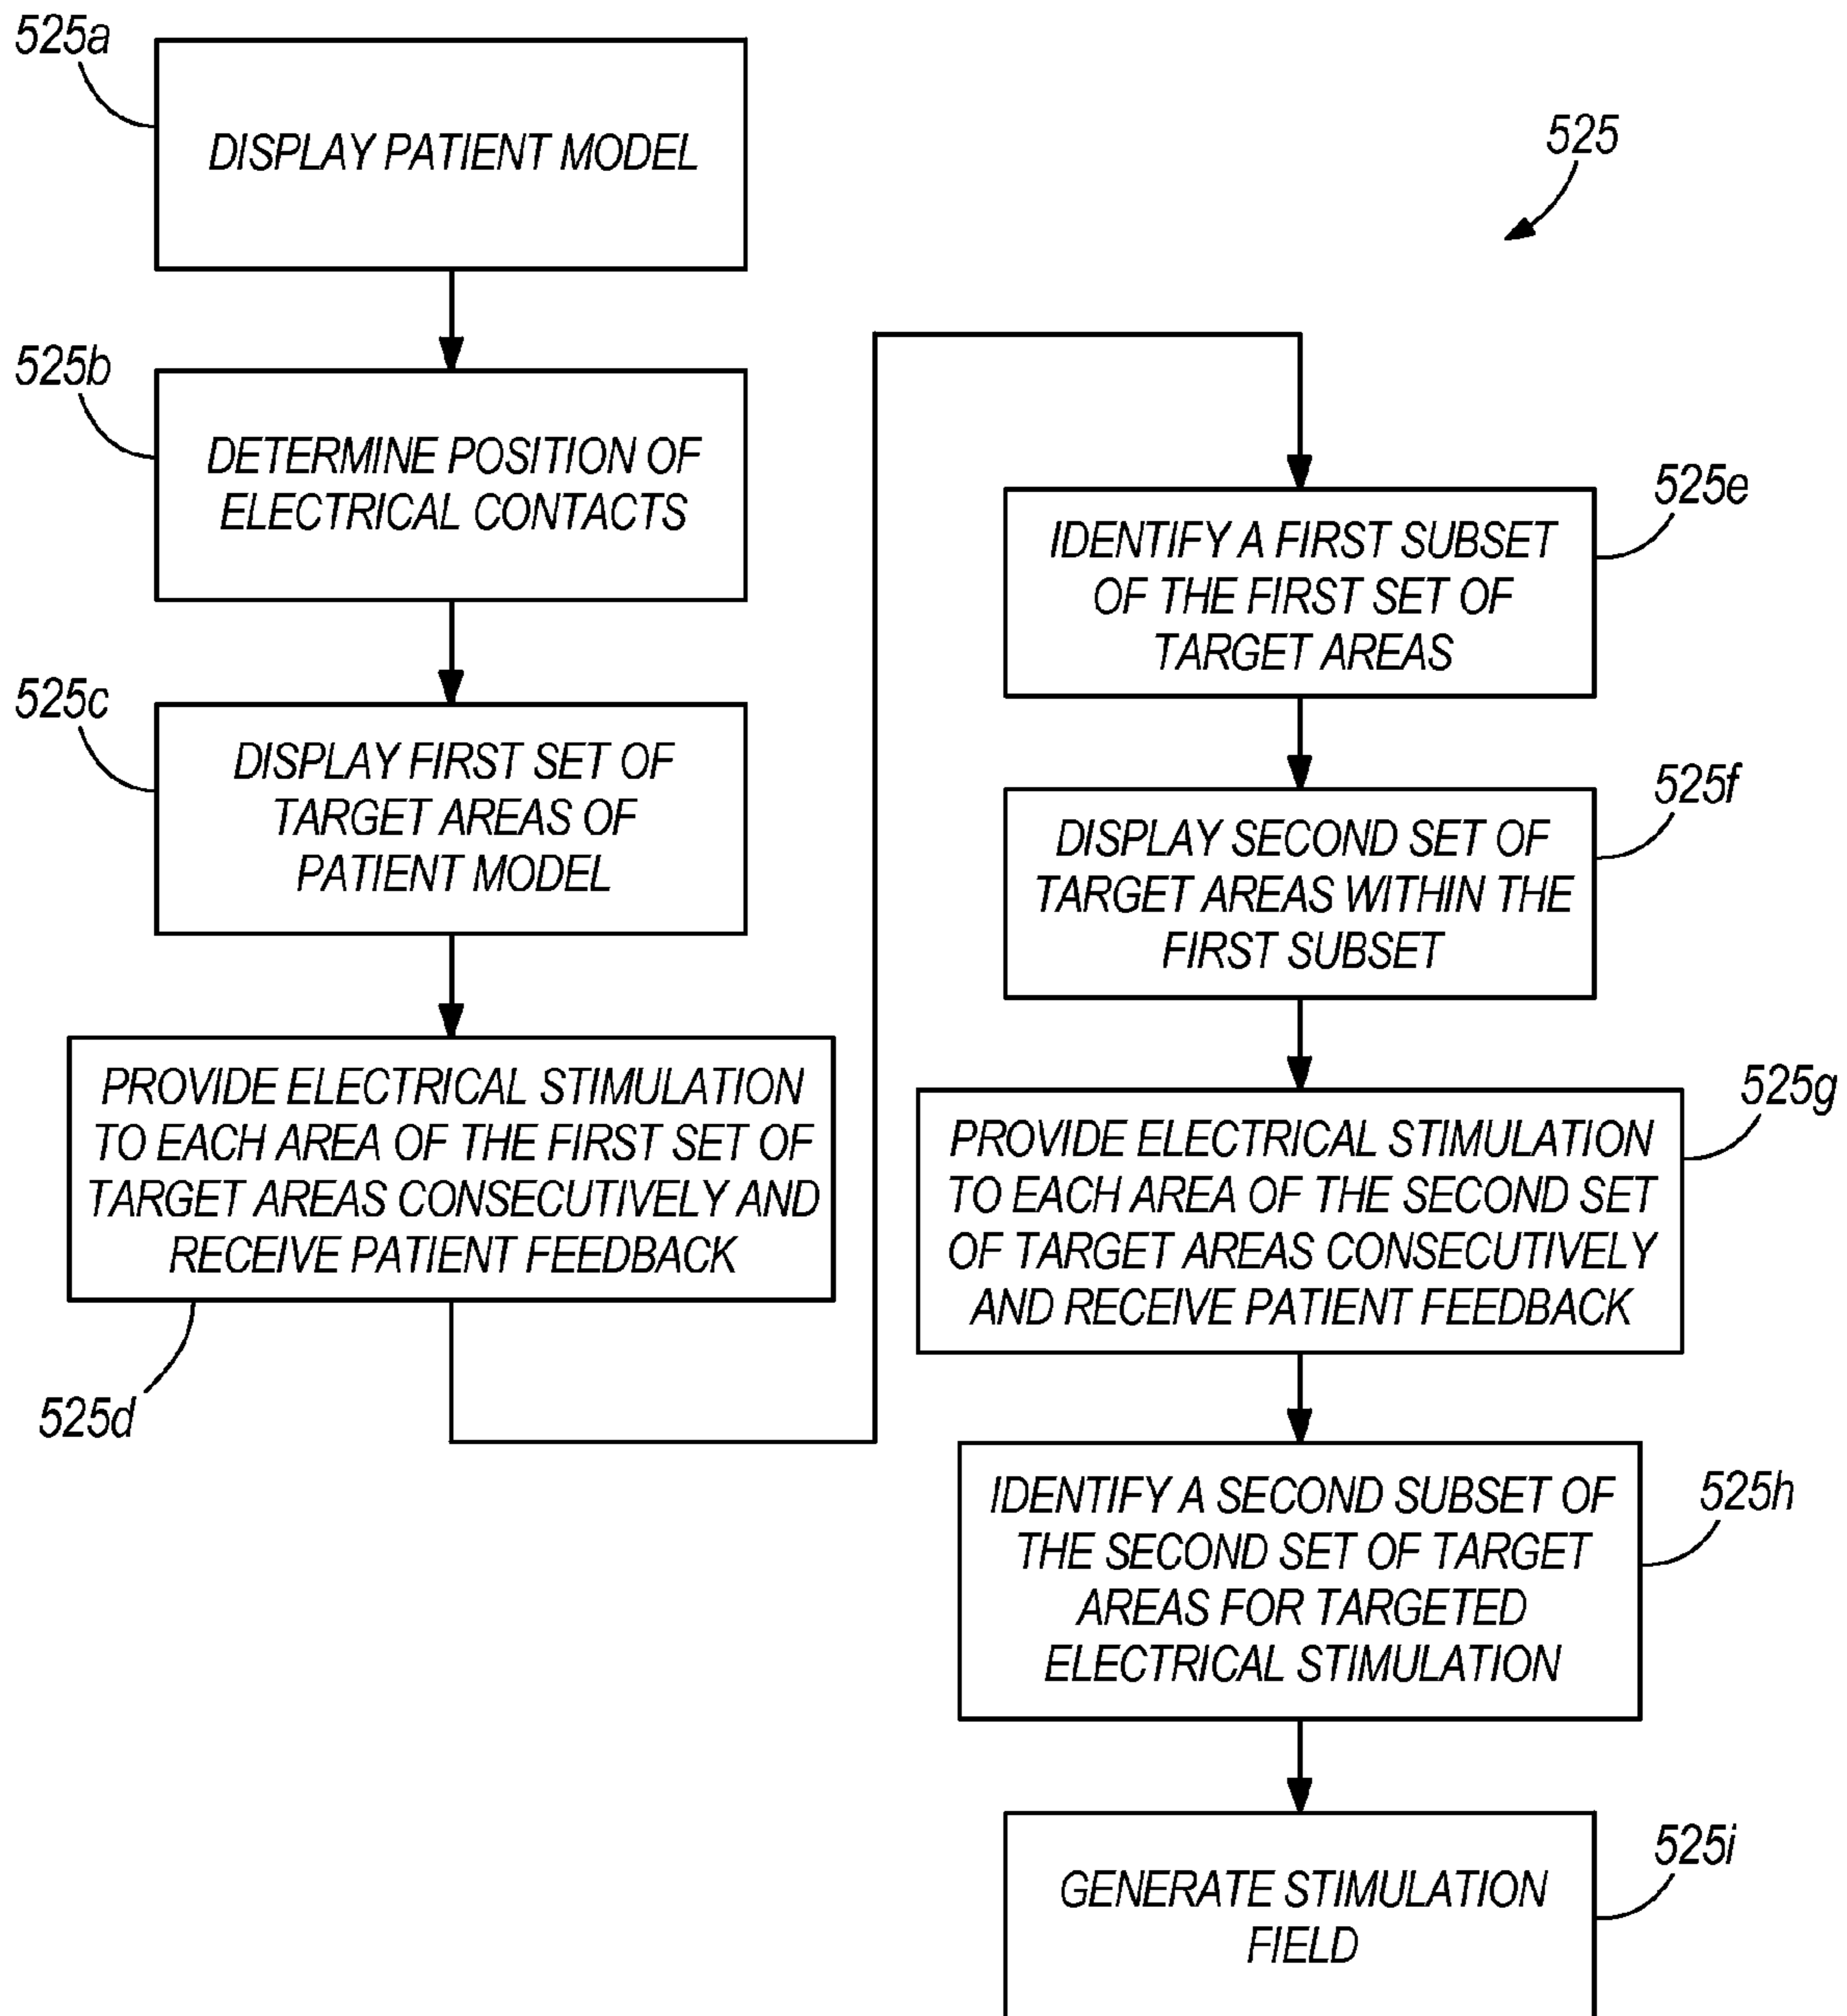 525a
DISPLAY PATIENT MODEL
525b
DETERMINE POSITION OF
ELECTRICAL CONTACTS
525c
DISPLAY FIRST SET OF
TARGET AREAS OF
PATIENT MODEL
PROVIDE ELECTRICAL STIMULATION
TO EACH AREA OF THE FIRST SET OF
TARGET AREAS CONSECUTIVELY AND
RECEIVE PATIENT FEEDBACK
525d
525
525e
IDENTIFY A FIRST SUBSET
OF THE FIRST SET OF
TARGET AREAS
525f
DISPLAY SECOND SET OF
TARGET AREAS WITHIN THE
FIRST SUBSET
525g
PROVIDE ELECTRICAL STIMULATION
TO EACH AREA OF THE SECOND SET
OF TARGET AREAS CONSECUTIVELY
AND RECEIVE PATIENT FEEDBACK
525h
IDENTIFY A SECOND SUBSET OF
THE SECOND SET OF TARGET
AREAS FOR TARGETED
ELECTRICAL STIMULATION
525i
GENERATE STIMULATION
FIELD